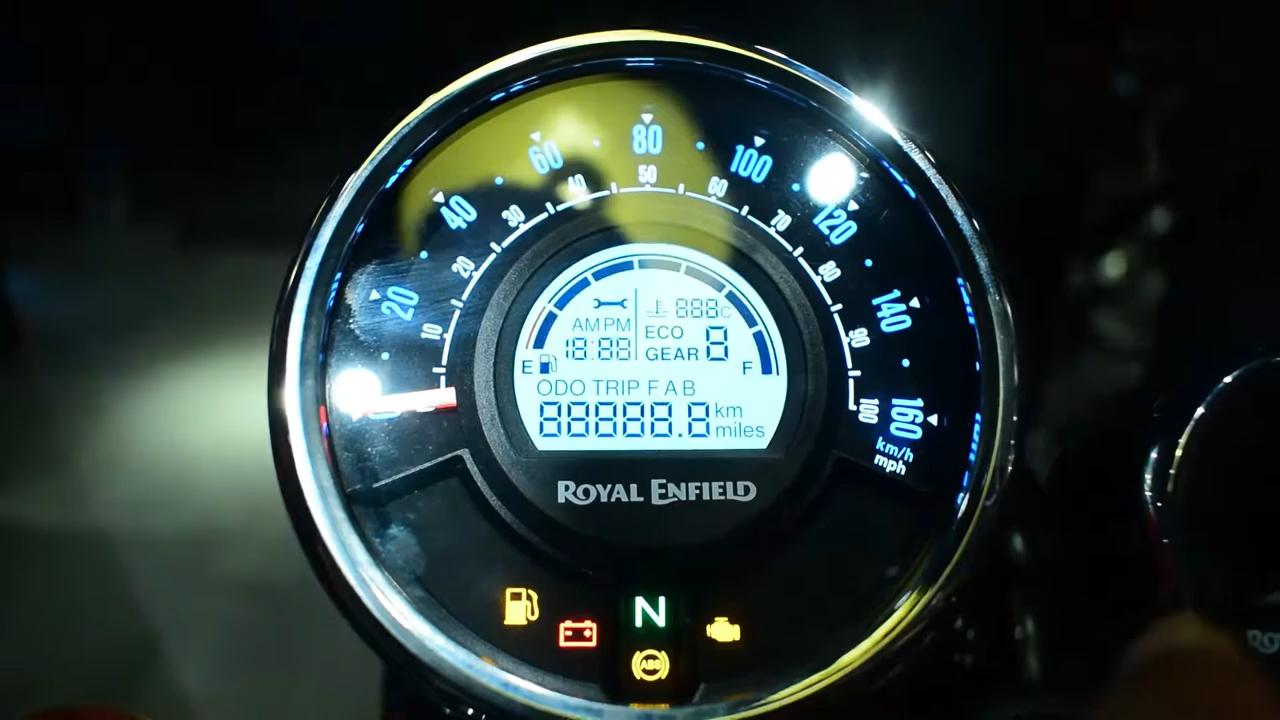 20 40 60 80 100 120 140 160
km/h
mph
10 20 30 40 50 60 70 80 90 100
888C
AM PM
ECO
18:88
GEAR 8
E F
ODO TRIP F A B
88888.8 km
miles
ROYAL ENFIELD
N
ABS